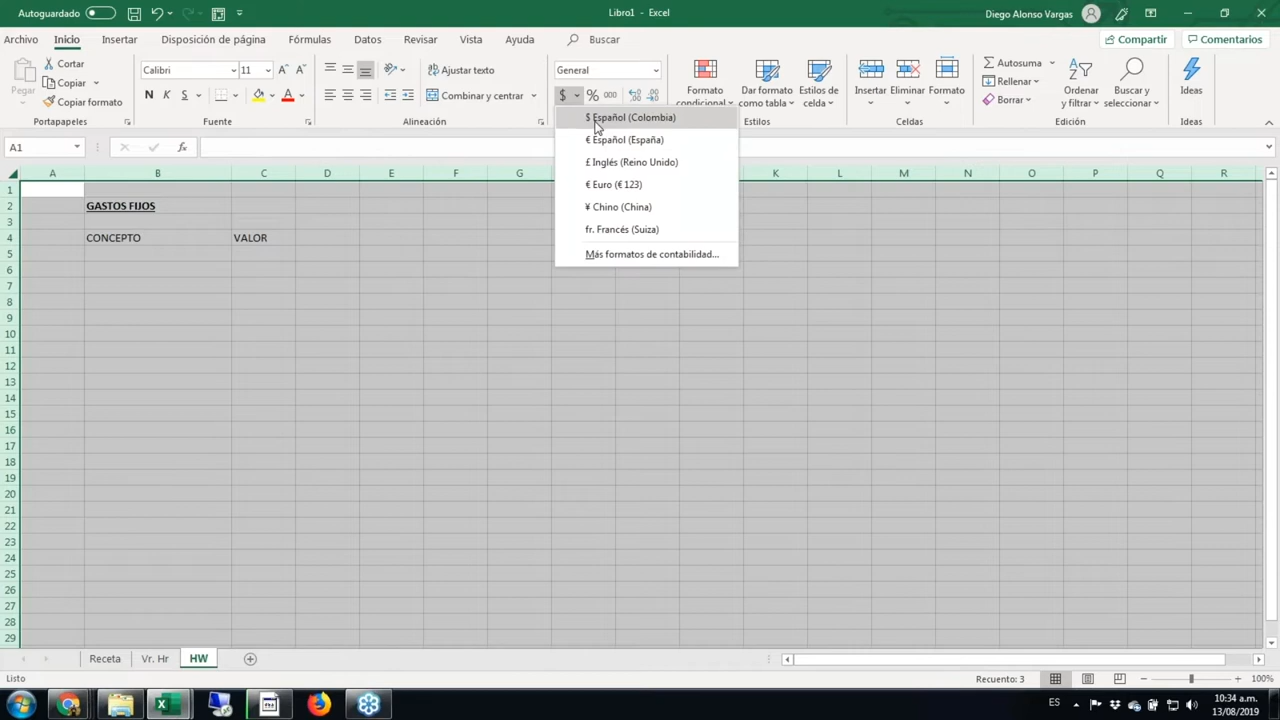 Autoguardado
Libro1 - Excel
Diego Alonso Vargas
Archivo
Inicio
Insertar
Disposición de página
Fórmulas
Datos
Revisar
Vista
Ayuda
Buscar
Compartir
Comentarios
Pegar
Cortar
Copiar
Copiar formato
Portapapeles
Calibri
11
A A
N K S
A
Fuente
Ajustar texto
Combinar y centrar
Alineación
General
$ % 000
Formato condicional
Dar formato como tabla
Estilos de celda
Estilos
Insertar
Eliminar
Formato
Celdas
Autosuma
Rellenar
Borrar
Ordenar y filtrar
Buscar y seleccionar
Ideas
Ideas
$ Español (Colombia)
€ Español (España)
£ Inglés (Reino Unido)
€ Euro (€ 123)
¥ Chino (China)
fr. Francés (Suiza)
Más formatos de contabilidad...
A1
fx
A B C D E F G K L M N O P Q R
1
2 GASTOS FIJOS
3
4 CONCEPTO VALOR
5
6
7
8
9
10
11
12
13
14
15
16
17
18
19
20
21
22
23
24
25
26
27
28
29
Receta
Vr. Hr
HW
Listo
Recuento: 3
100%
ES
10:34 a.m.
13/08/2019